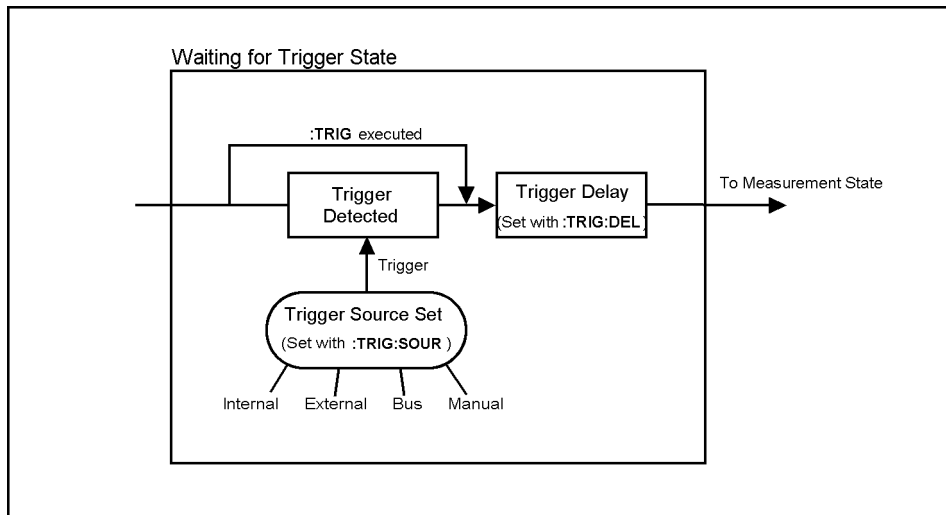 Waiting for Trigger State
:TRIG executed
Trigger
Detected
Trigger Delay
(Set with :TRIG:DEL )
To Measurement State
Trigger
Trigger Source Set
(Set with :TRIG:SOUR )
Internal External Bus Manual